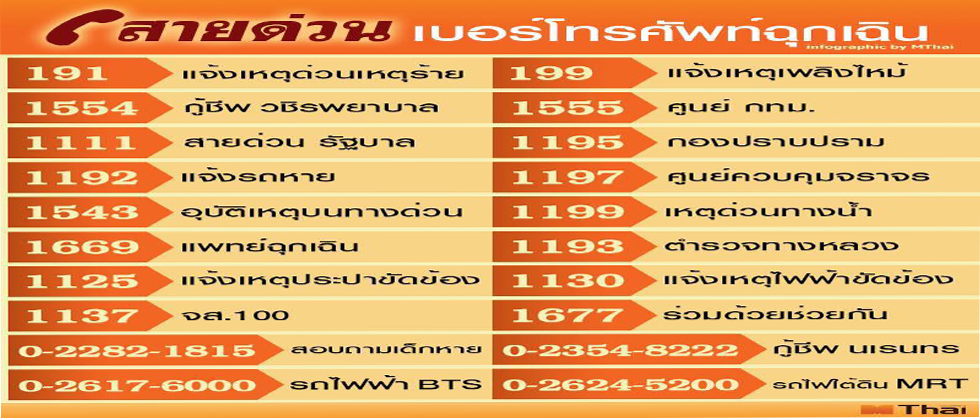 สายด่วน เบอร์โทรศัพท์ฉุกเฉิน
infographic by MThai
191 แจ้งเหตุด่วนเหตุร้าย
199 แจ้งเหตุเพลิงไหม้
1554 กู้ชีพ วชิรพยาบาล
1555 ศูนย์ กทม.
1111 สายด่วน รัฐบาล
1195 กองปราบปราม
1192 แจ้งรถหาย
1197 ศูนย์ควบคุมจราจร
1543 อุบัติเหตุบนทางด่วน
1199 เหตุด่วนทางน้ำ
1669 แพทย์ฉุกเฉิน
1193 ตำรวจทางหลวง
1125 แจ้งเหตุประปาขัดข้อง
1130 แจ้งเหตุไฟฟ้าขัดข้อง
1137 จส.100
1677 ร่วมด้วยช่วยกัน
0-2282-1815 สอบถามเด็กหาย
0-2354-8222 กู้ชีพ นเรนทร
0-2617-6000 รถไฟฟ้า BTS
0-2624-5200 รถไฟใต้ดิน MRT
MThai